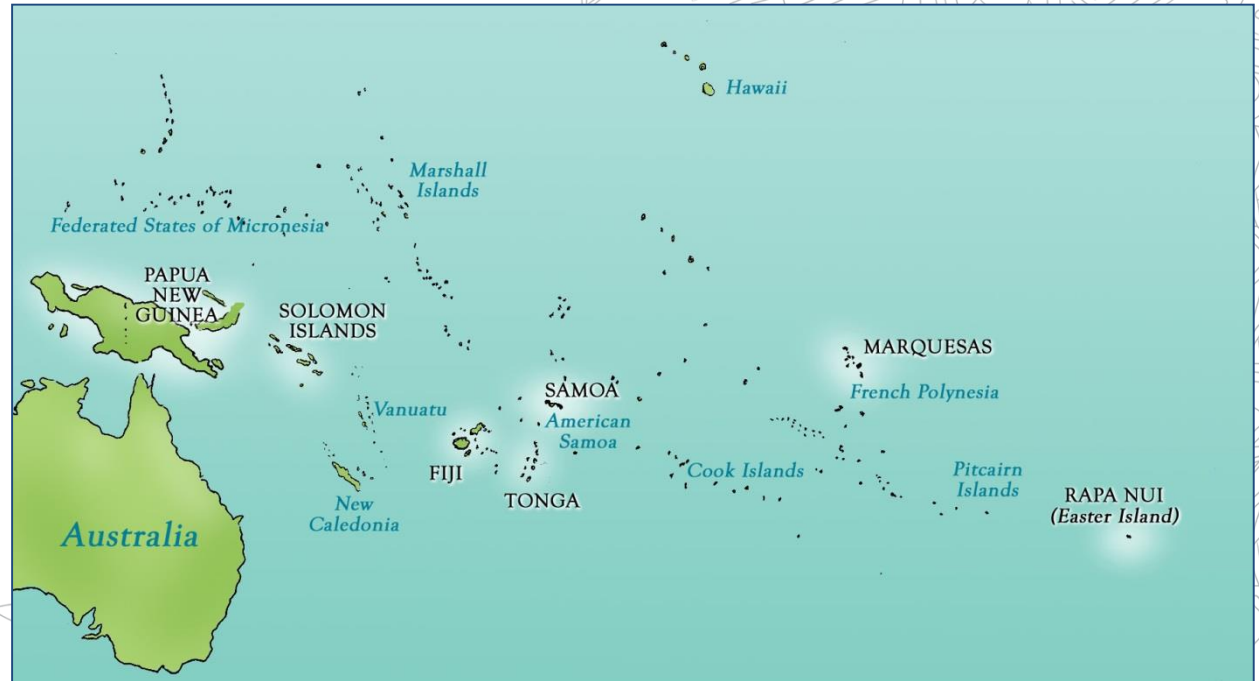 Hawaii
Marshall
Islands
Federated States of Micronesia
PAPUA
NEW
GUINEA
SOLOMON
ISLANDS
MARQUESAS
SAMOA
French Polynesia
Vanuatu
American
Samoa
FIJI
Cook Islands
Pitcairn
Islands
TONGA
RAPA NUI
(Easter Island)
New
Caledonia
Australia